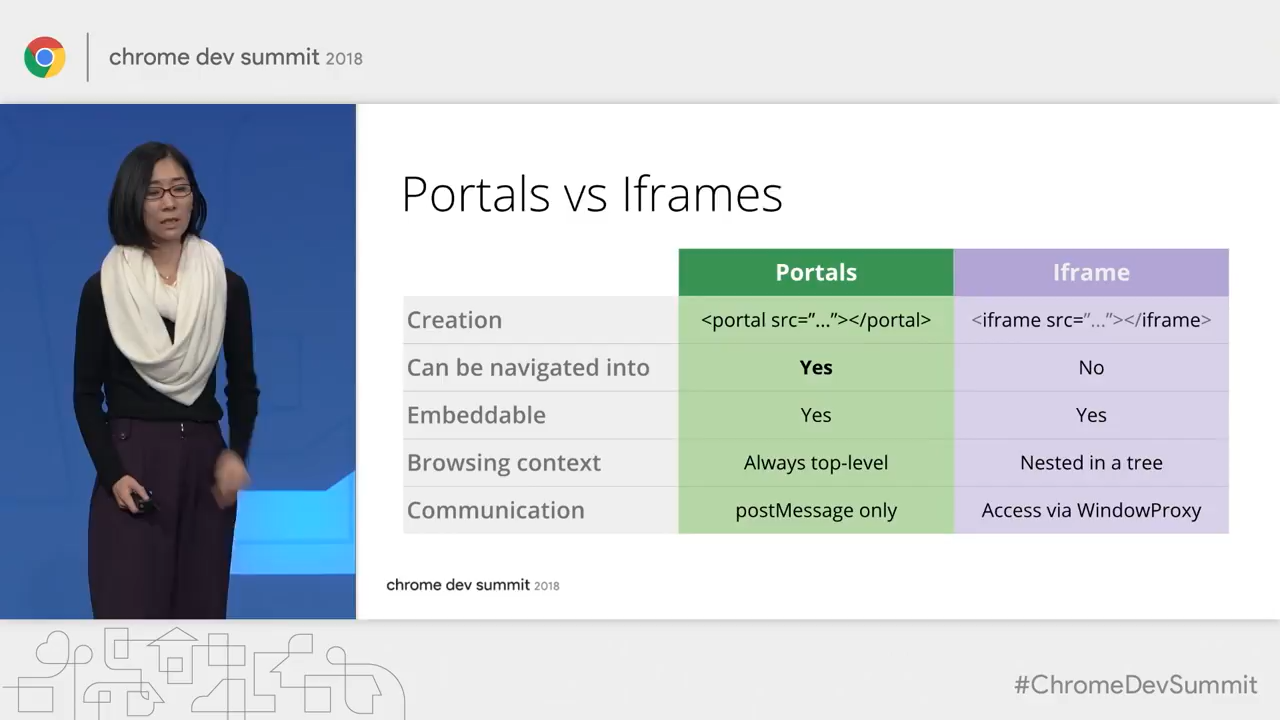 chrome dev summit 2018
Portals vs Iframes
Portals Iframe
Creation <portal src=”...”></portal> <iframe src=”...”></iframe>
Can be navigated into Yes No
Embeddable Yes Yes
Browsing context Always top-level Nested in a tree
Communication postMessage only Access via WindowProxy
chrome dev summit 2018
#ChromeDevSummit